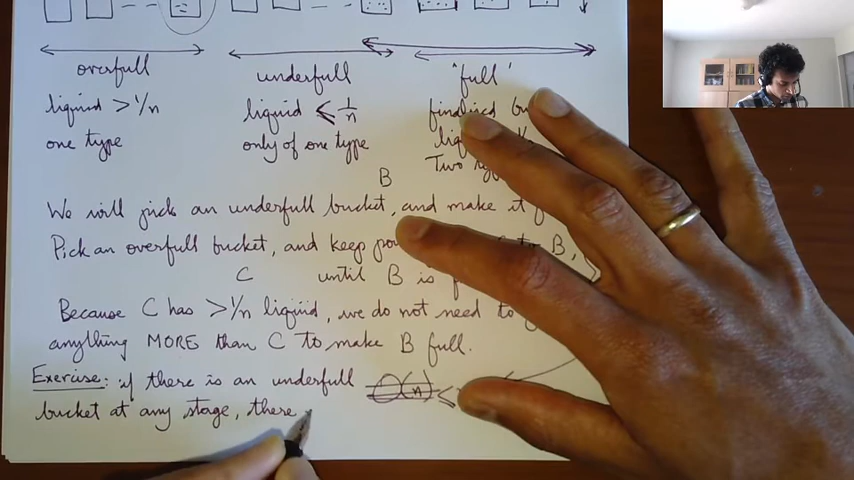 overfull underfull "full"
liquid > 1/n liquid < 1/n finalized
one type only of one type Two
B
We will pick an underfull bucket, and make it
Pick an overfull bucket, and keep B,
C until B is
Because C has > 1/n liquid, we do not need to
anything MORE than C to make B full.
Exercise: if there is an underfull
bucket at any stage, there